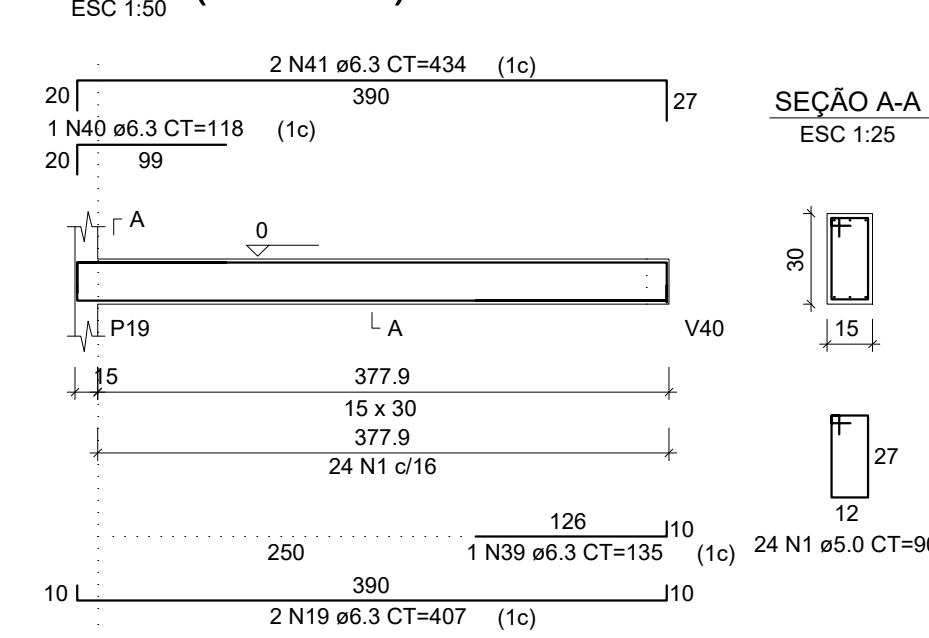 ESC 1:50
2 N41 ø6.3 CT=434 (1c)
20 390 27
1 N40 ø6.3 CT=118 (1c)
20 99
SEÇÃO A-A
ESC 1:25
A
0
30
A
P19 V40
15
15 377.9
15 x 30
377.9
24 N1 c/16
27
12
24 N1 ø5.0 CT=90
126
10
250
1 N39 ø6.3 CT=135 (1c)
10 390 10
2 N19 ø6.3 CT=407 (1c)